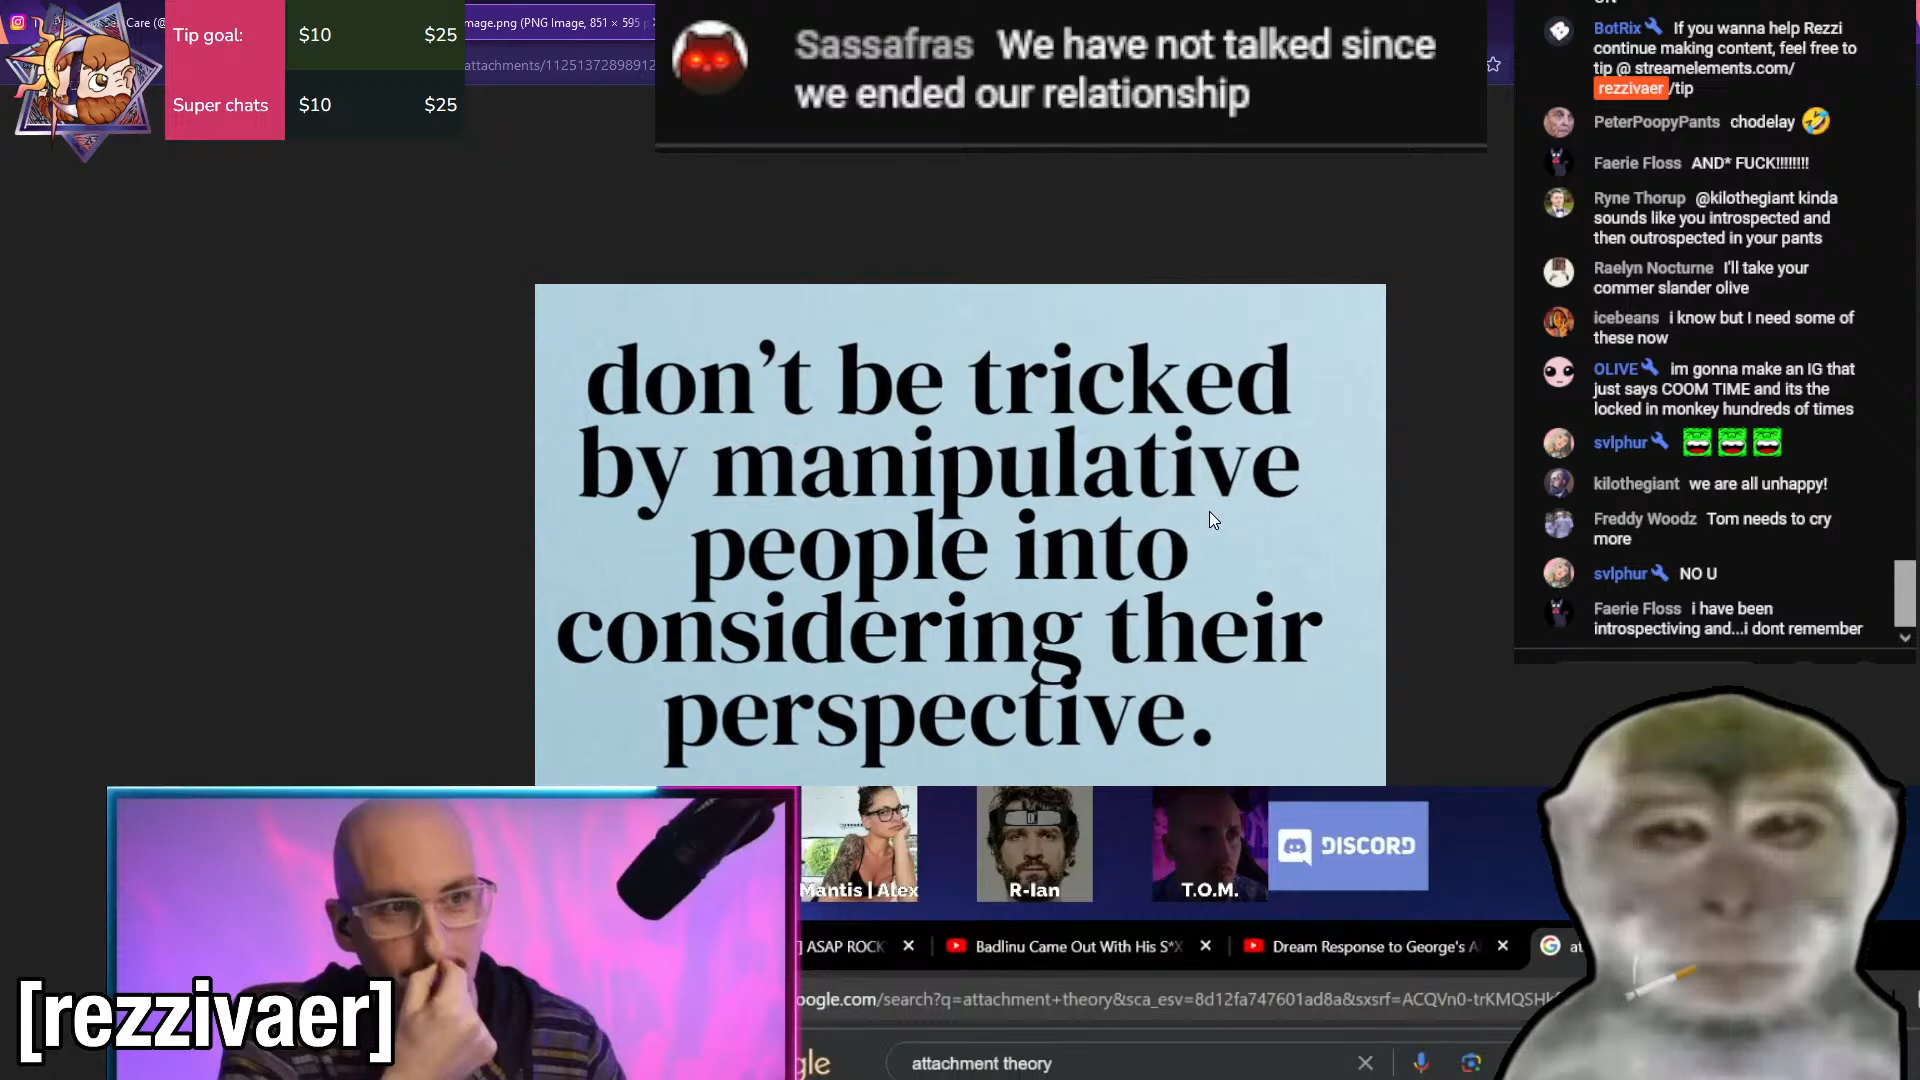 Care (@
mage.png (PNG Image, 851 × 595 p
attachments/11251372898912
Tip goal: $10 $25
Super chats $10 $25
Sassafras We have not talked since
we ended our relationship
BotRix If you wanna help Rezzi
continue making content, feel free to
tip @ streamelements.com/
rezzivaer/tip
PeterPoopyPants chodelay 🤣
Faerie Floss AND* FUCK!!!!!!!!
Ryne Thorup @kilothegiant kinda
sounds like you introspected and
then outrospected in your pants
Raelyn Nocturne I'll take your
commer slander olive
icebeans i know but I need some of
these now
OLIVE im gonna make an IG that
just says COOM TIME and its the
locked in monkey hundreds of times
svlphur
kilothegiant we are all unhappy!
Freddy Woodz Tom needs to cry
more
svlphur NO U
Faerie Floss i have been
introspectiving and...i dont remember
don't be tricked
by manipulative
people into
considering their
perspective.
Mantis | Alex
R-Ian
T.O.M.
DISCORD
] ASAP ROCK
Badlinu Came Out With His S*X
Dream Response to George's A
at
oogle.com/search?q=attachment+theory&sca_esv=8d12fa747601ad8a&sxsrf=ACQVn0-trKMQSH
gle
attachment theory
[rezzivaer]